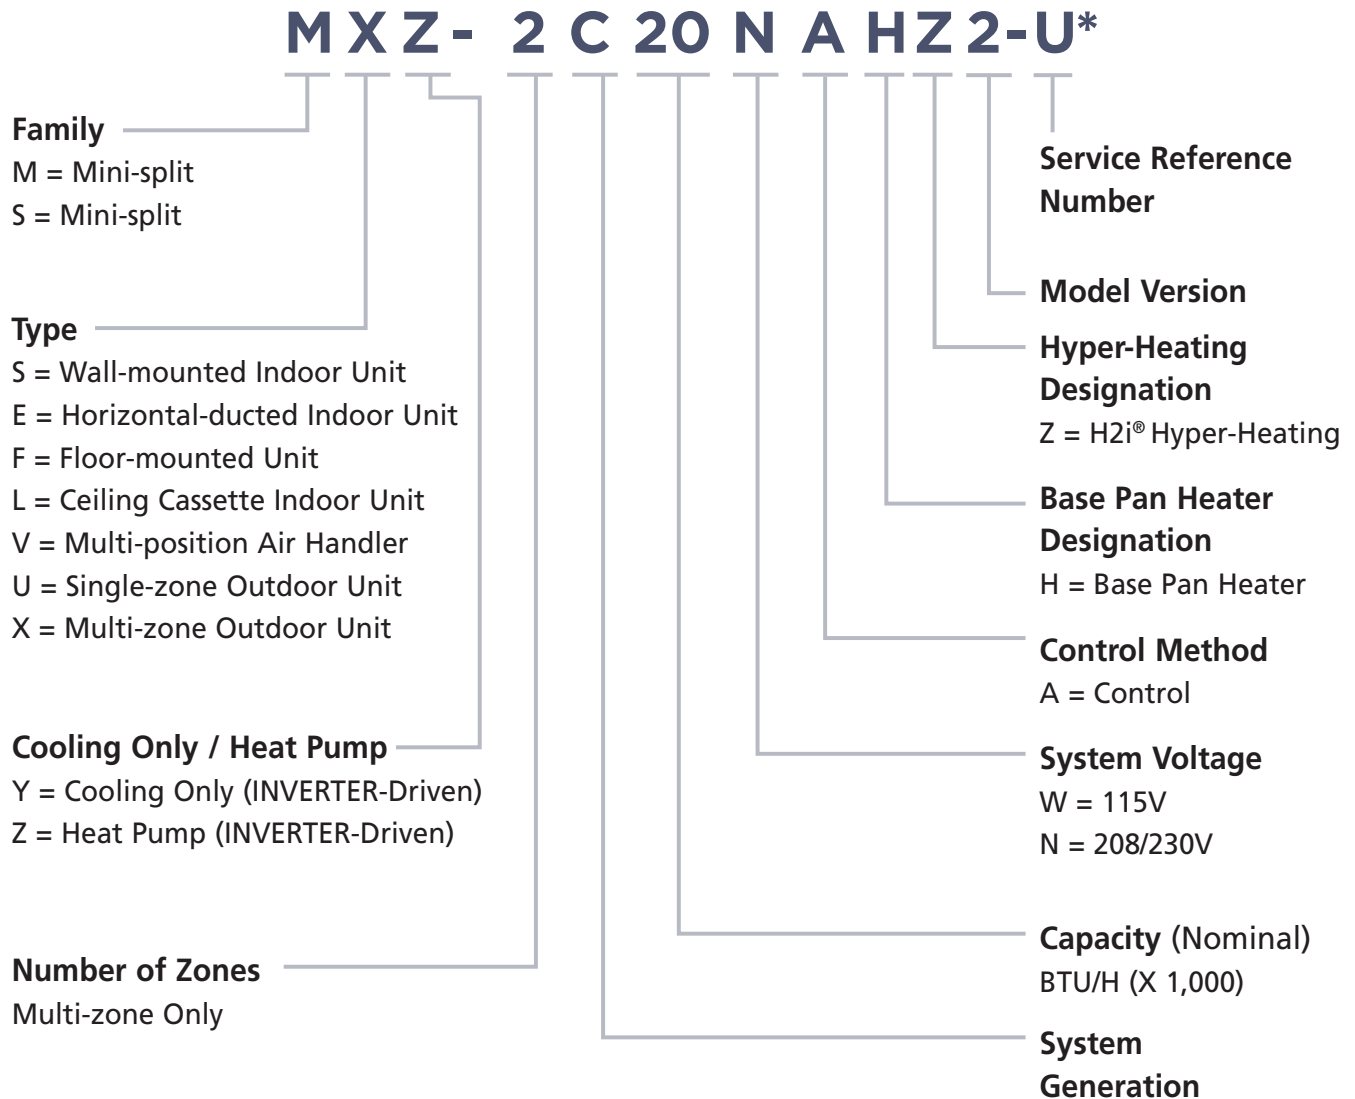 MXZ-2C20NAHZ2-U*
Family
M = Mini-split
S = Mini-split
Type
S = Wall-mounted Indoor Unit
E = Horizontal-ducted Indoor Unit
F = Floor-mounted Unit
L = Ceiling Cassette Indoor Unit
V = Multi-position Air Handler
U = Single-zone Outdoor Unit
X = Multi-zone Outdoor Unit
Cooling Only / Heat Pump
Y = Cooling Only (INVERTER-Driven)
Z = Heat Pump (INVERTER-Driven)
Number of Zones
Multi-zone Only
Service Reference
Number
Model Version
Hyper-Heating
Designation
Z = H2i® Hyper-Heating
Base Pan Heater
Designation
H = Base Pan Heater
Control Method
A = Control
System Voltage
W = 115V
N = 208/230V
Capacity (Nominal)
BTU/H (X 1,000)
System
Generation